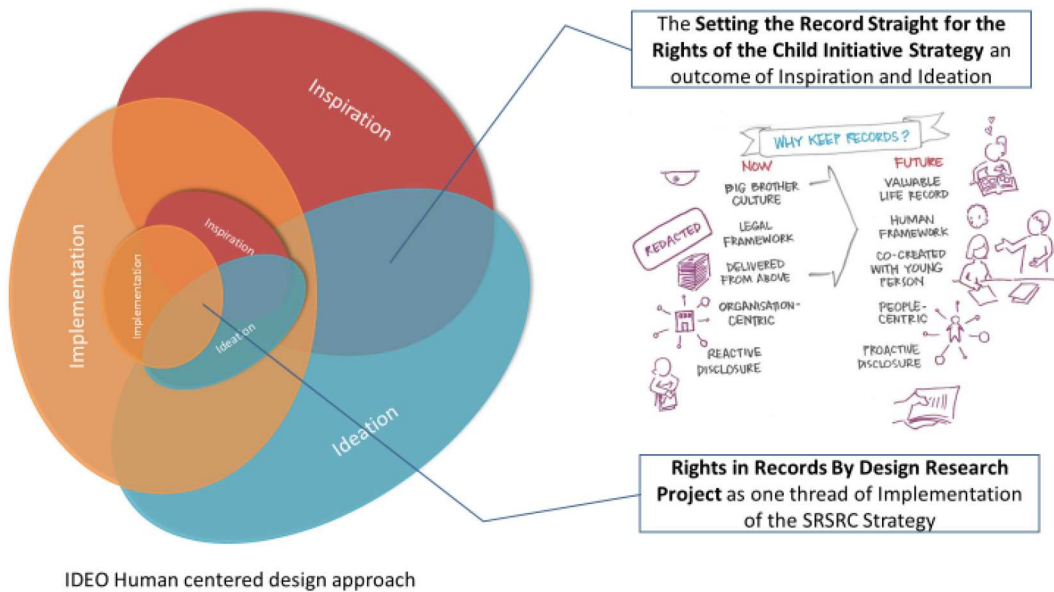 Inspiration
Implementation
Ideation
Inspiration
Implementation
Ideation
IDEO Human centered design approach
The Setting the Record Straight for the
Rights of the Child Initiative Strategy an
outcome of Inspiration and Ideation
WHY KEEP RECORDS?
NOW
BIG BROTHER
CULTURE
LEGAL
FRAMEWORK
REDACTED
DELIVERED
FROM ABOVE
ORGANISATION-
CENTRIC
REACTIVE
DISCLOSURE
FUTURE
VALUABLE
LIFE RECORD
HUMAN
FRAMEWORK
CO-CREATED
WITH YOUNG
PERSON
PEOPLE-
CENTRIC
PROACTIVE
DISCLOSURE
Rights in Records By Design Research
Project as one thread of Implementation
of the SRSRC Strategy